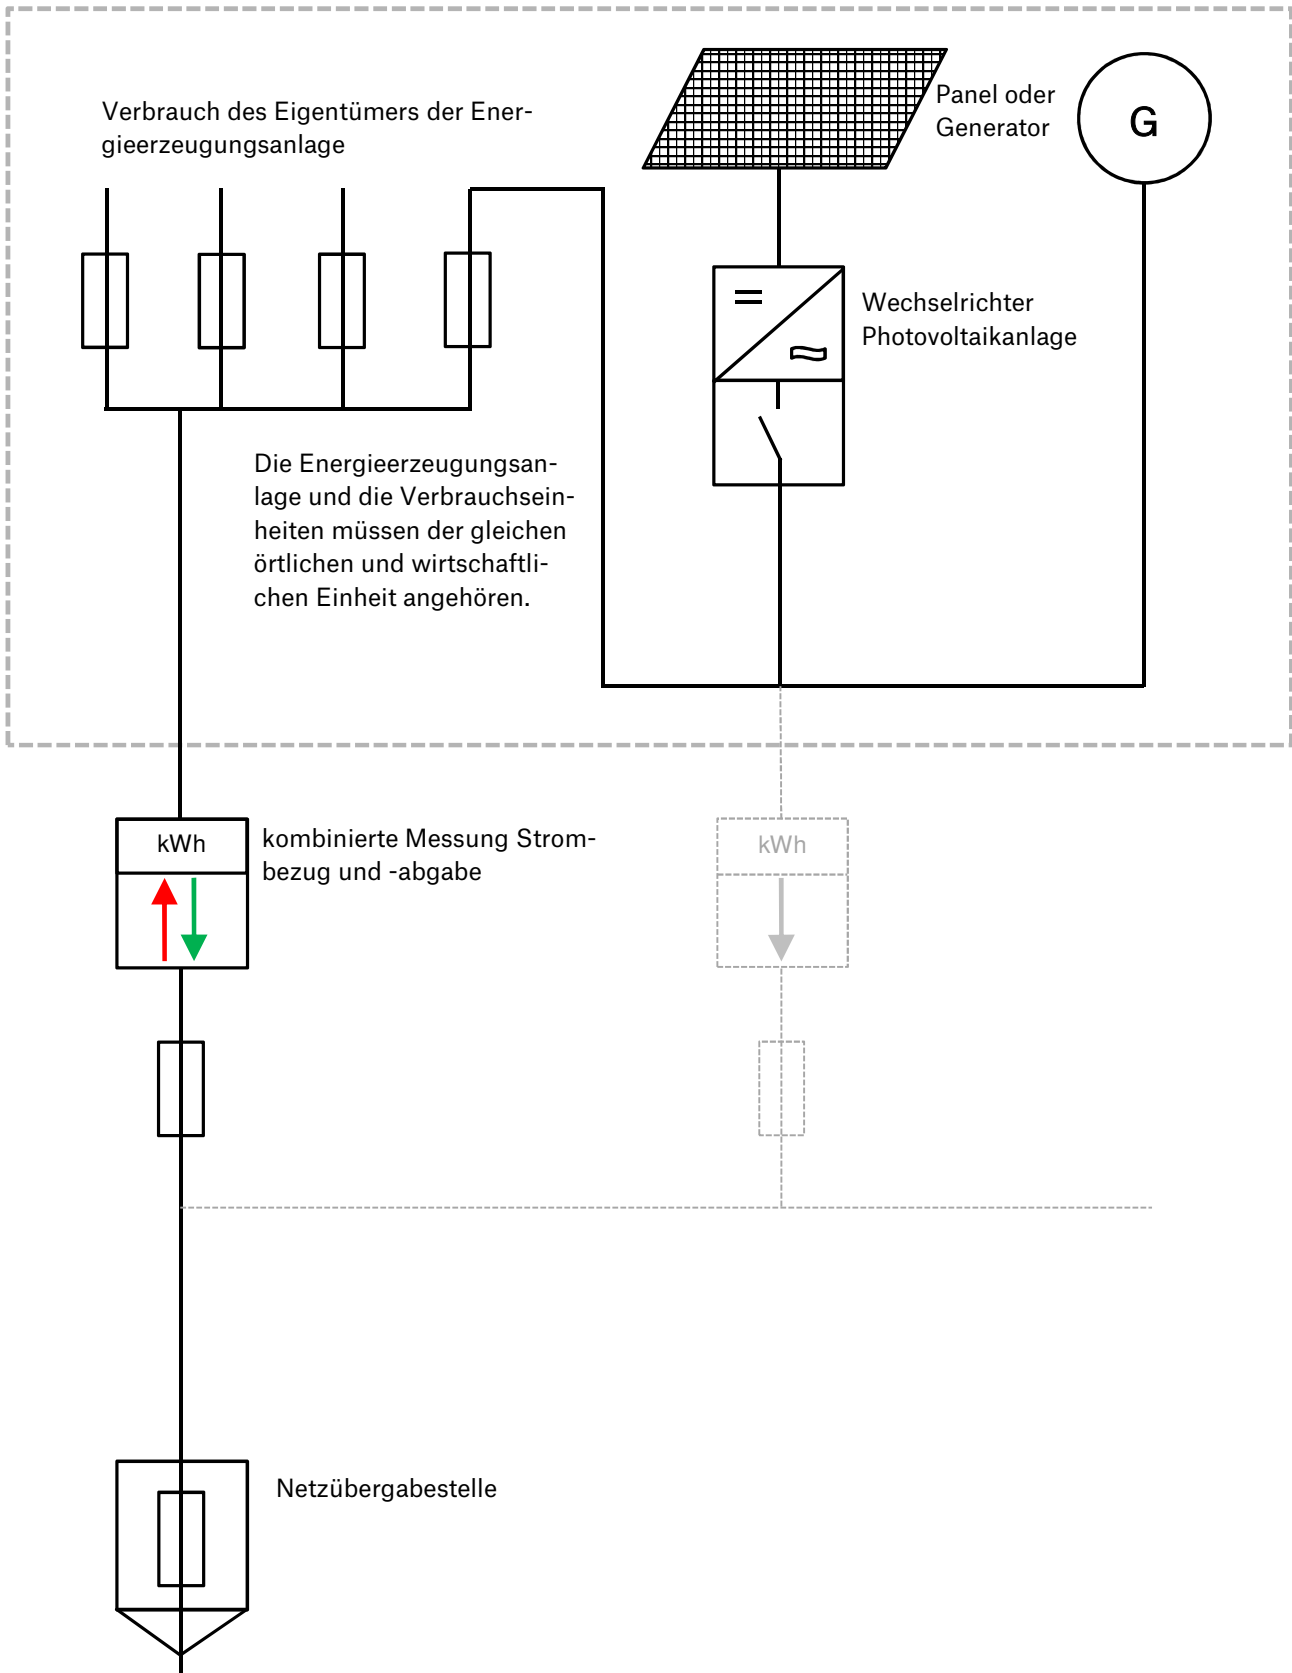 Verbrauch des Eigentümers der Ener-
gieerzeugungsanlage
Panel oder
Generator
G
Wechselrichter
Photovoltaikanlage
Die Energieerzeugungsan-
lage und die Verbrauchsein-
heiten müssen der gleichen
örtlichen und wirtschaftli-
chen Einheit angehören.
kWh
kombinierte Messung Strom-
bezug und -abgabe
kWh
Netzübergabestelle